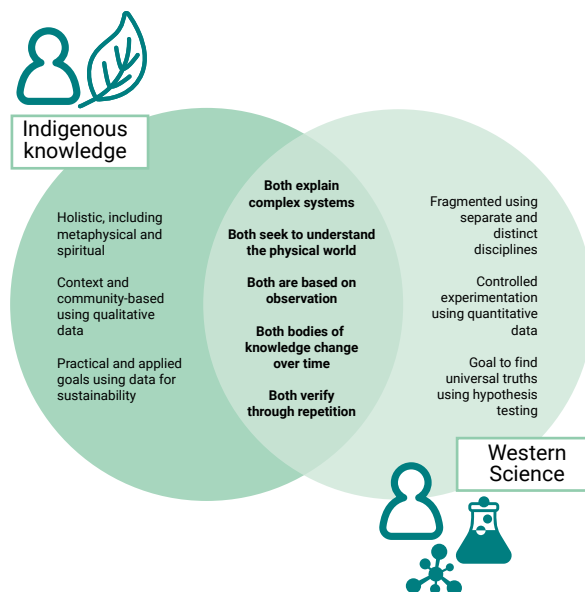 Indigenous
knowledge
Holistic, including
metaphysical and
spiritual
Context and
community-based
using qualitative
data
Practical and applied
goals using data for
sustainability
Both explain
complex systems
Both seek to understand
the physical world
Both are based on
observation
Both bodies of
knowledge change
over time
Both verify
through repetition
Fragmented using
separate and
distinct
disciplines
Controlled
experimentation
using quantitative
data
Goal to find
universal truths
using hypothesis
testing
Western
Science